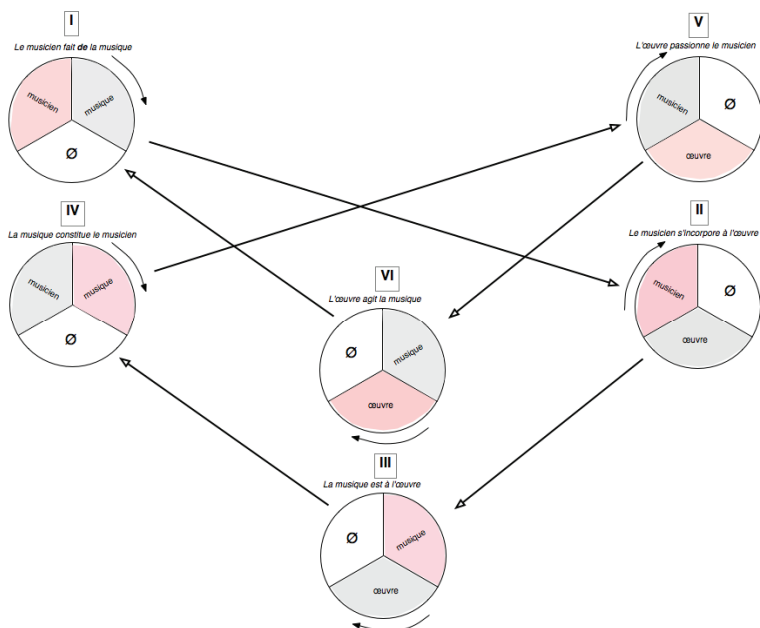 I
Le musicien fait de la musique
musicien
musique
Ø
V
L'œuvre passionne le musicien
musicien
Ø
œuvre
IV
La musique constitue le musicien
musicien
musique
Ø
II
Le musicien s'incorpore à l'œuvre
musicien
Ø
œuvre
VI
L'œuvre agit la musique
Ø
musique
œuvre
III
La musique est à l'œuvre
Ø
musique
œuvre